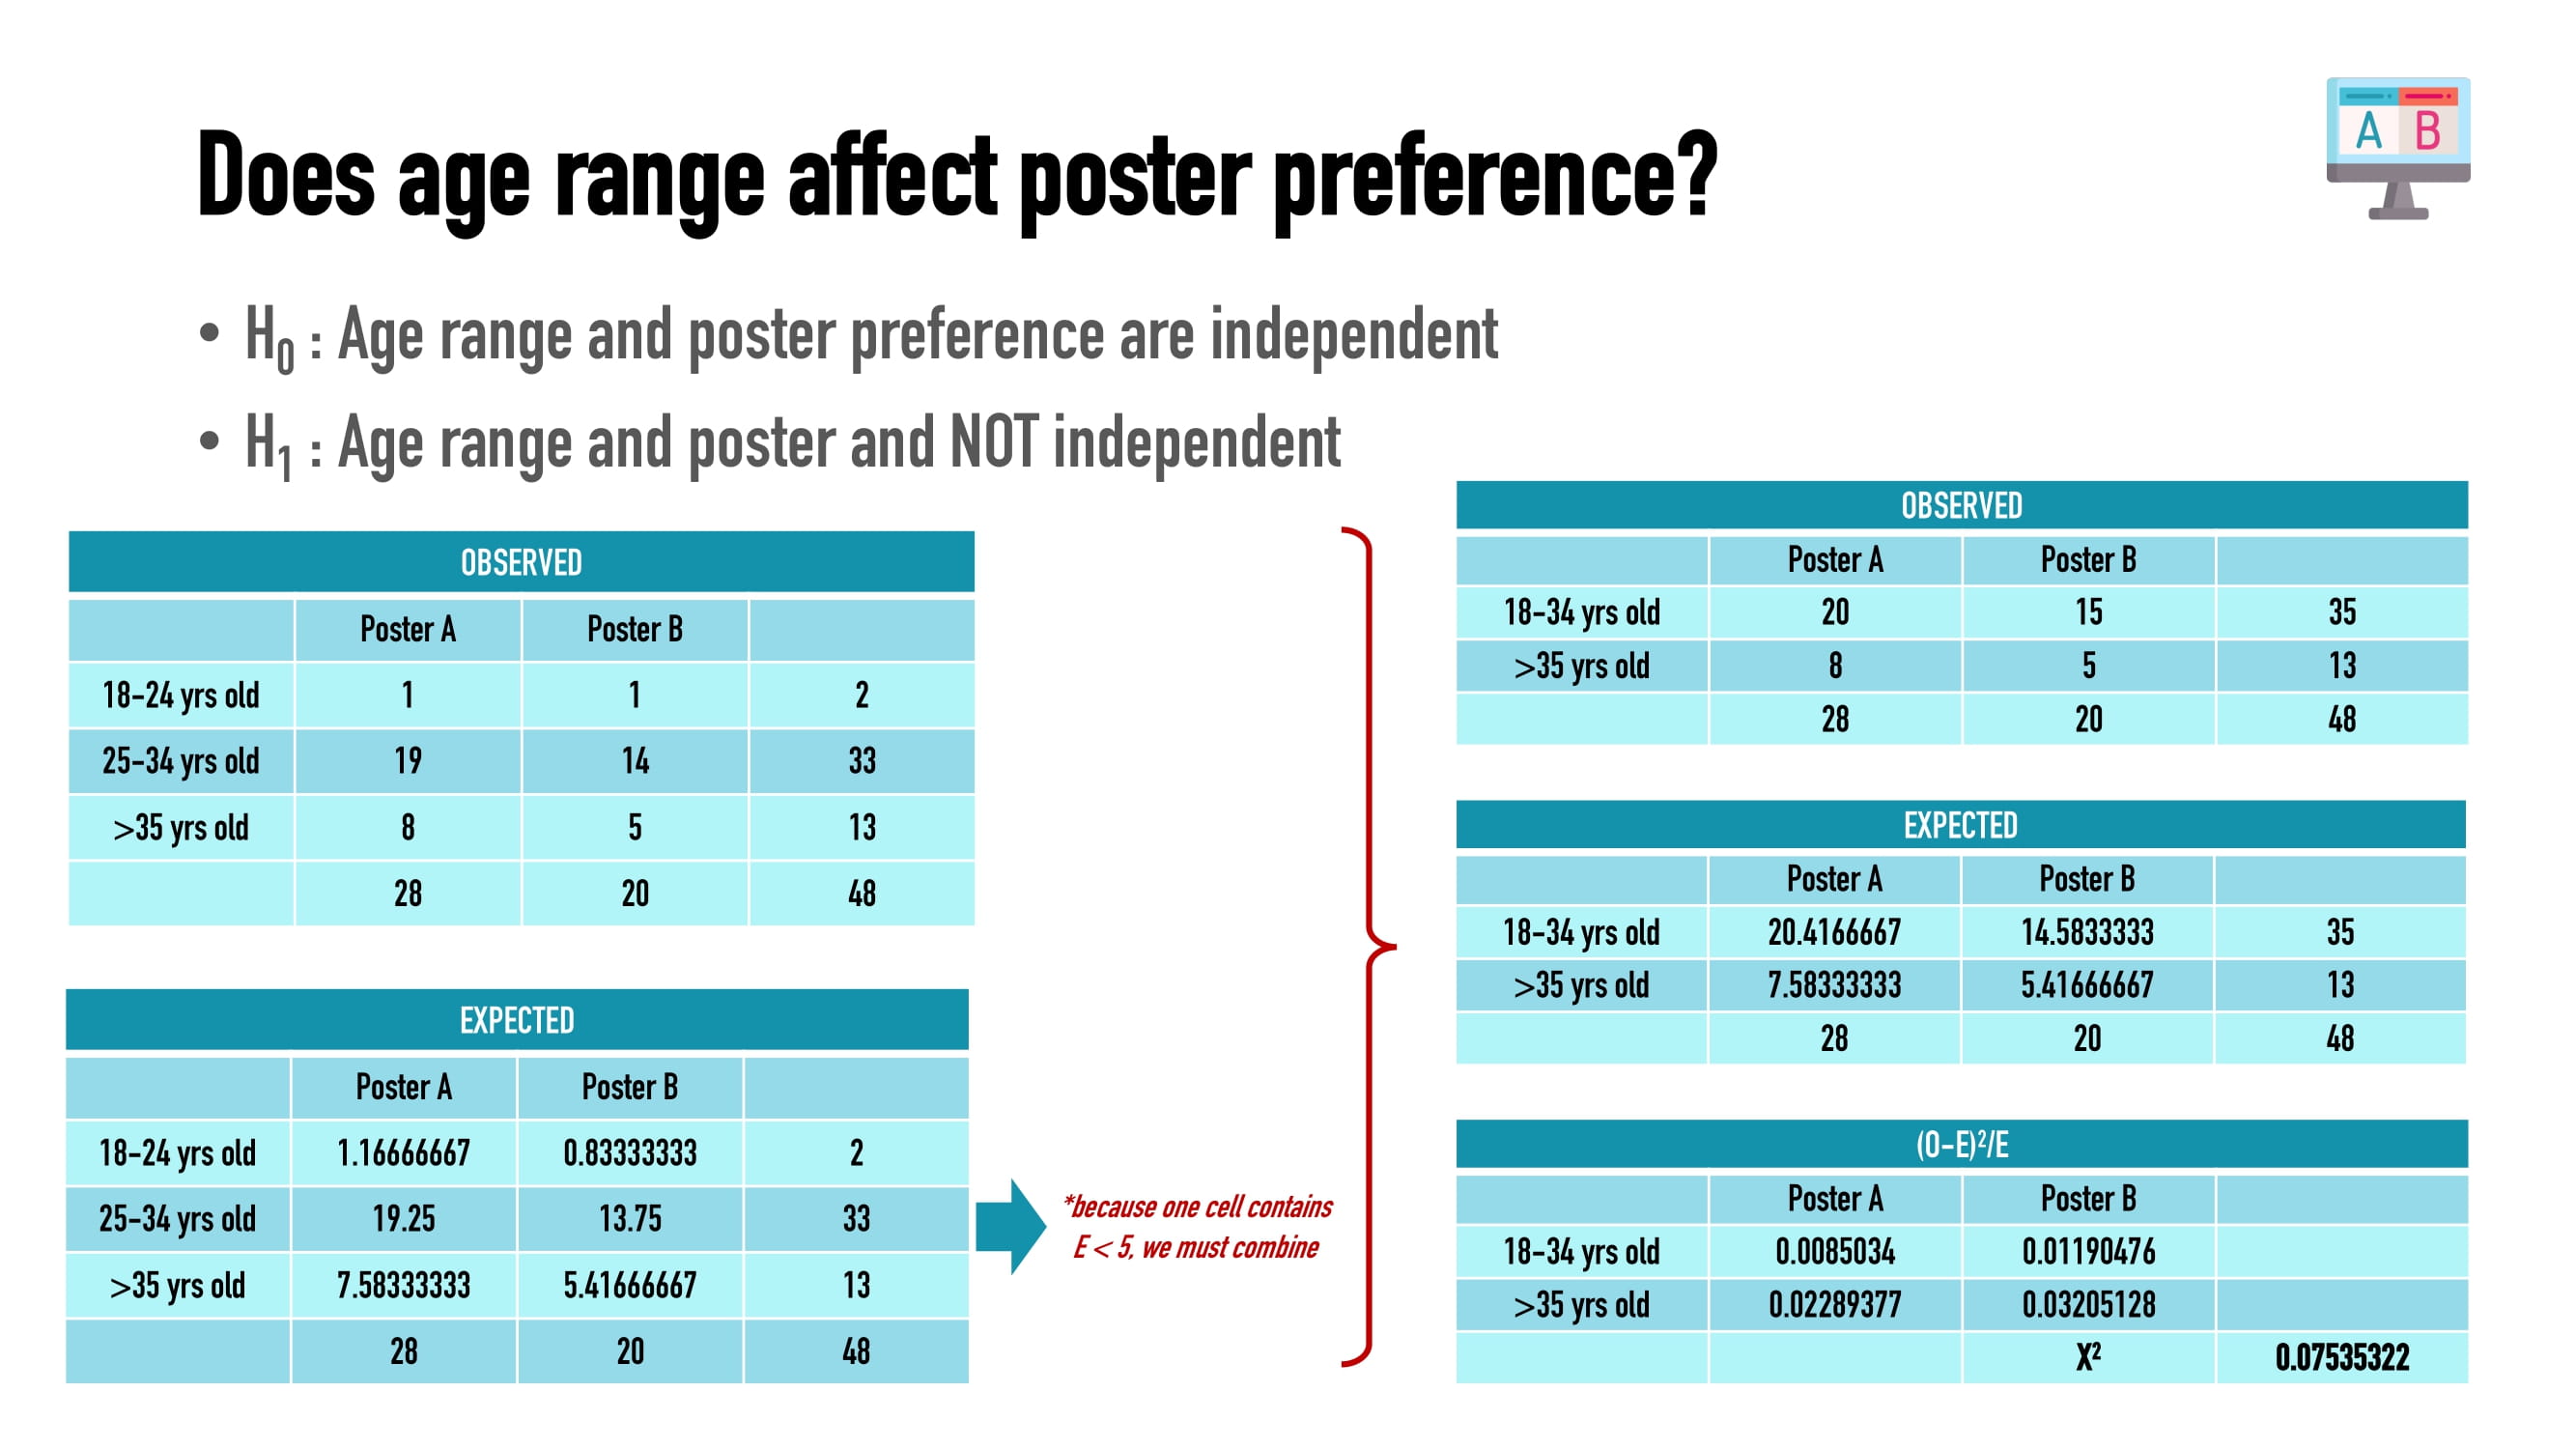 A B
Does age range affect poster preference?
• H0 : Age range and poster preference are independent
• H1 : Age range and poster and NOT independent
OBSERVED
Poster A Poster B
18-24 yrs old 1 1 2
25-34 yrs old 19 14 33
>35 yrs old 8 5 13
28 20 48
EXPECTED
Poster A Poster B
18-24 yrs old 1.16666667 0.83333333 2
25-34 yrs old 19.25 13.75 33
>35 yrs old 7.58333333 5.41666667 13
28 20 48
*because one cell contains
E < 5, we must combine
OBSERVED
Poster A Poster B
18-34 yrs old 20 15 35
>35 yrs old 8 5 13
28 20 48
EXPECTED
Poster A Poster B
18-34 yrs old 20.4166667 14.5833333 35
>35 yrs old 7.58333333 5.41666667 13
28 20 48
(O-E)²/E
Poster A Poster B
18-34 yrs old 0.0085034 0.01190476
>35 yrs old 0.02289377 0.03205128
X² 0.07535322